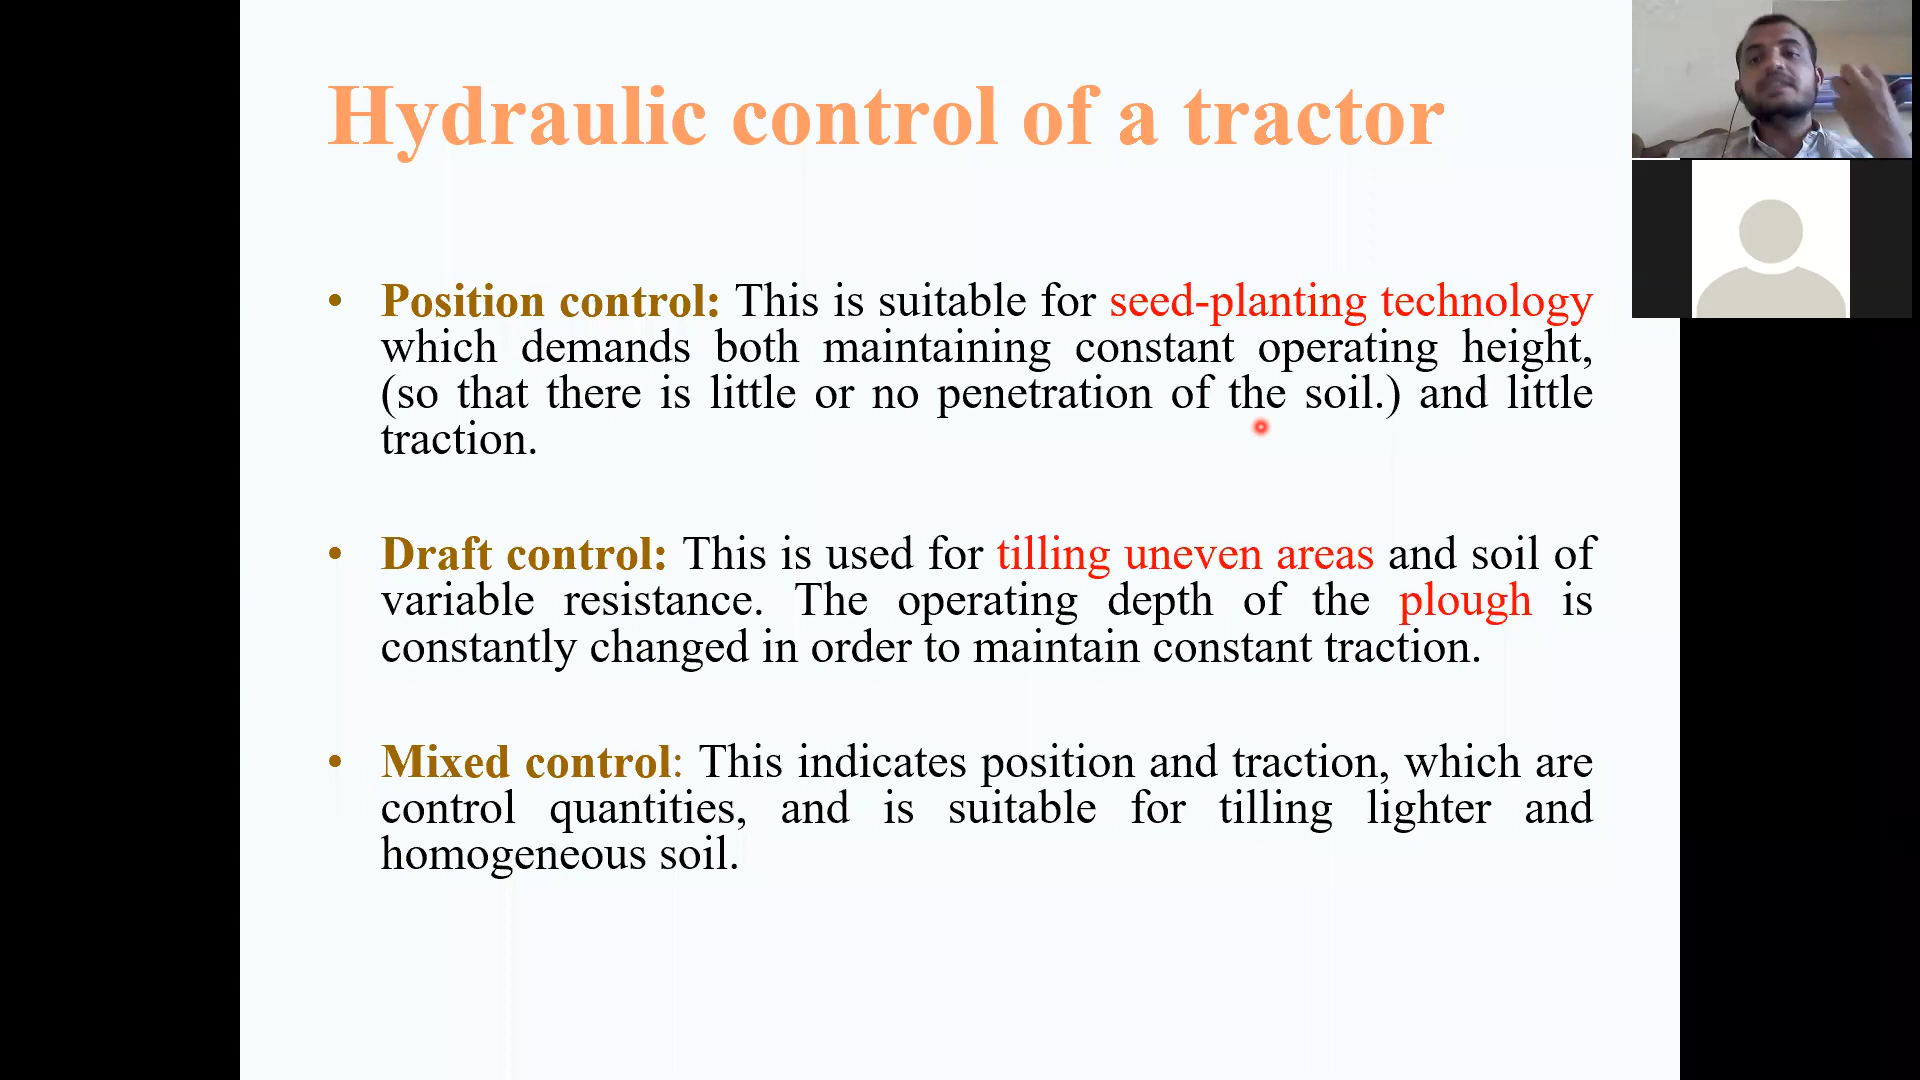 Hydraulic control of a tractor
• Position control: This is suitable for seed-planting technology
which demands both maintaining constant operating height,
(so that there is little or no penetration of the soil.) and little
traction.
• Draft control: This is used for tilling uneven areas and soil of
variable resistance. The operating depth of the plough is
constantly changed in order to maintain constant traction.
• Mixed control: This indicates position and traction, which are
control quantities, and is suitable for tilling lighter and
homogeneous soil.